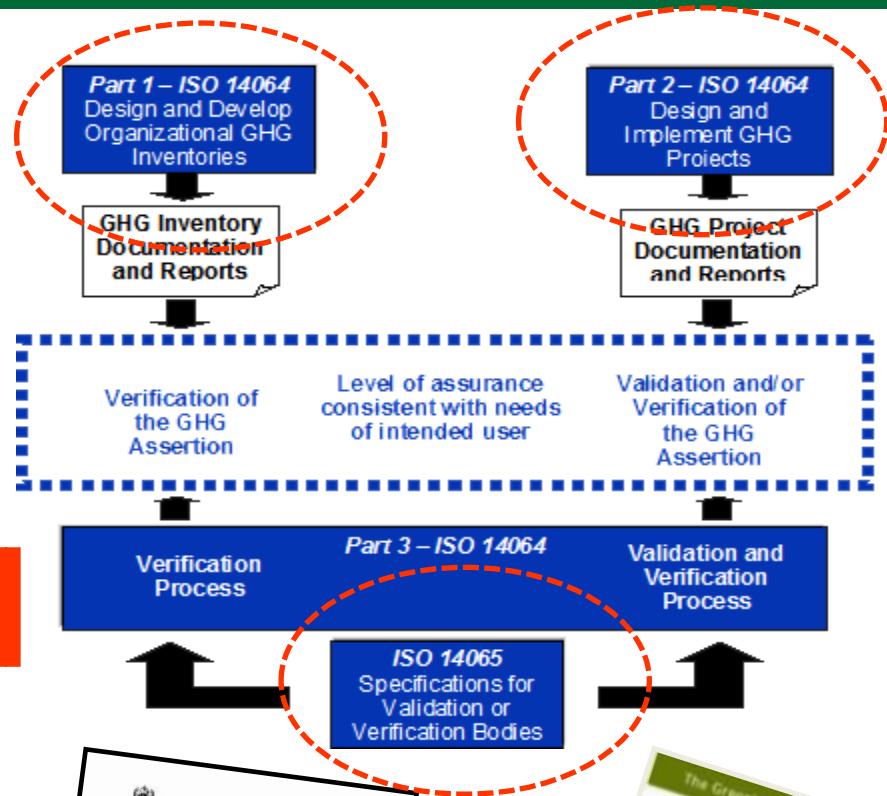 Part 1 – ISO 14064
Design and Develop
Organizational GHG
Inventories
Part 2 – ISO 14064
Design and
Implement GHG
Projects
GHG Inventory
Documentation
and Reports
GHG Project
Documentation
and Reports
Verification of
the GHG
Assertion
Level of assurance
consistent with needs
of intended user
Validation and/or
Verification of
the GHG
Assertion
Verification
Process
Part 3 – ISO 14064
Validation and
Verification
Process
ISO 14065
Specifications for
Validation or
Verification Bodies
The